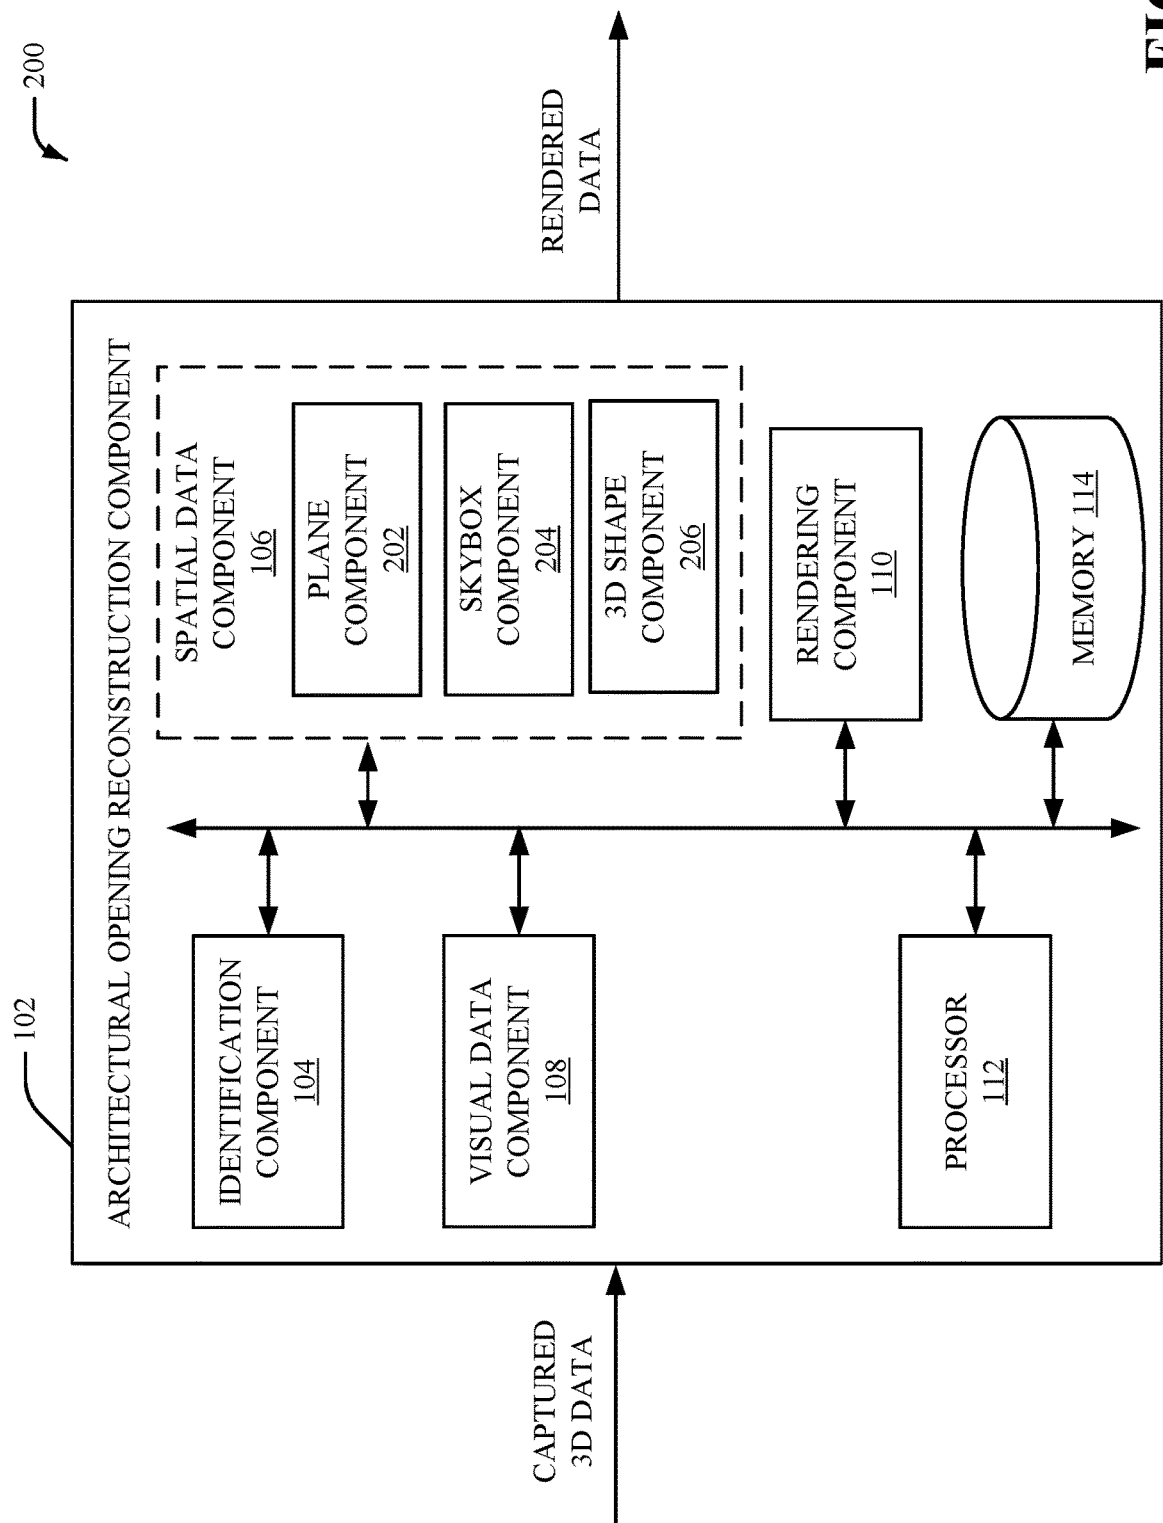 200
102
ARCHITECTURAL OPENING RECONSTRUCTION COMPONENT
IDENTIFICATION
COMPONENT
104
SPATIAL DATA
COMPONENT
106
PLANE
COMPONENT
202
VISUAL DATA
COMPONENT
108
SKYBOX
COMPONENT
204
3D SHAPE
COMPONENT
206
CAPTURED
3D DATA
RENDERED
DATA
RENDERING
COMPONENT
110
PROCESSOR
112
MEMORY 114